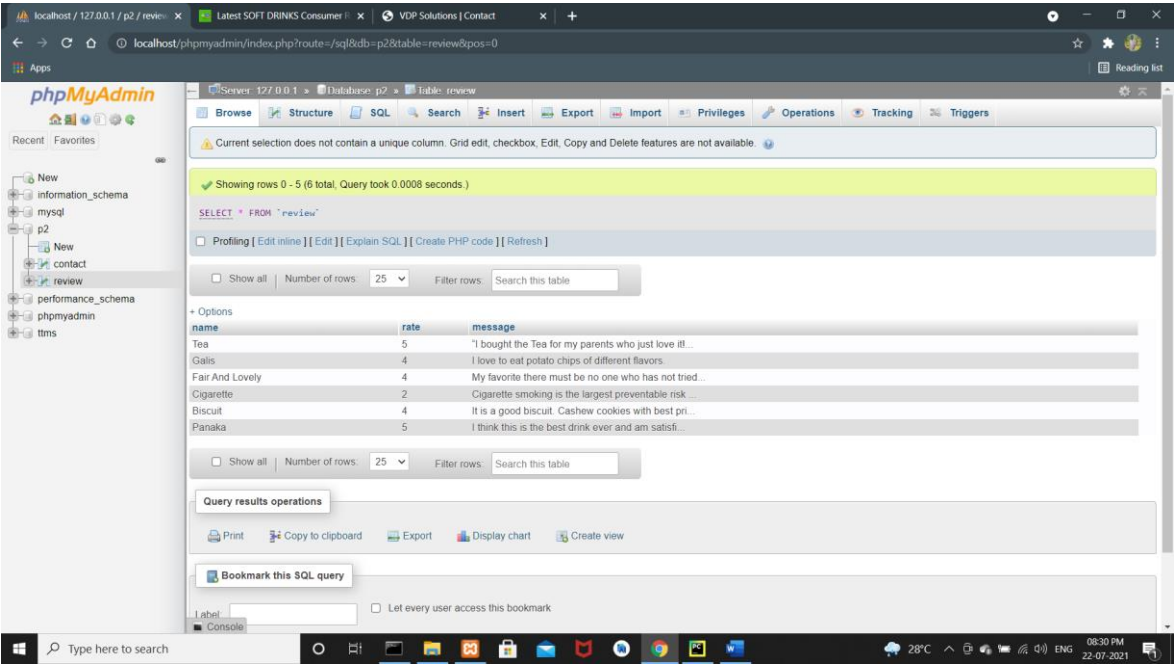 localhost / 127.0.0.1 / p2 / review
Latest SOFT DRINKS Consumer R
VDP Solutions | Contact
localhost/phpmyadmin/index.php?route=/sql&db=p2&table=review&pos=0
Apps
Reading list
phpMyAdmin
Recent Favorites
New
information_schema
mysql
p2
New
contact
review
performance_schema
phpmyadmin
ttms
Server: 127.0.0.1 » Database: p2 » Table: review
Browse Structure SQL Search Insert Export Import Privileges Operations Tracking Triggers
Current selection does not contain a unique column. Grid edit, checkbox, Edit, Copy and Delete features are not available.
Showing rows 0 - 5 (6 total, Query took 0.0008 seconds.)
SELECT * FROM `review`
Profiling [ Edit inline ] [ Edit ] [ Explain SQL ] [ Create PHP code ] [ Refresh ]
Show all | Number of rows: 25 Filter rows: Search this table
+ Options
name rate message
Tea 5 "I bought the Tea for my parents who just love it!...
Galis 4 I love to eat potato chips of different flavors.
Fair And Lovely 4 My favorite there must be no one who has not tried...
Cigarette 2 Cigarette smoking is the largest preventable risk ...
Biscuit 4 It is a good biscuit. Cashew cookies with best pri...
Panaka 5 I think this is the best drink ever and am satisfi...
Show all | Number of rows: 25 Filter rows: Search this table
Query results operations
Print Copy to clipboard Export Display chart Create view
Bookmark this SQL query
Label: Let every user access this bookmark
Console
Type here to search
28°C ENG
08:30 PM
22-07-2021